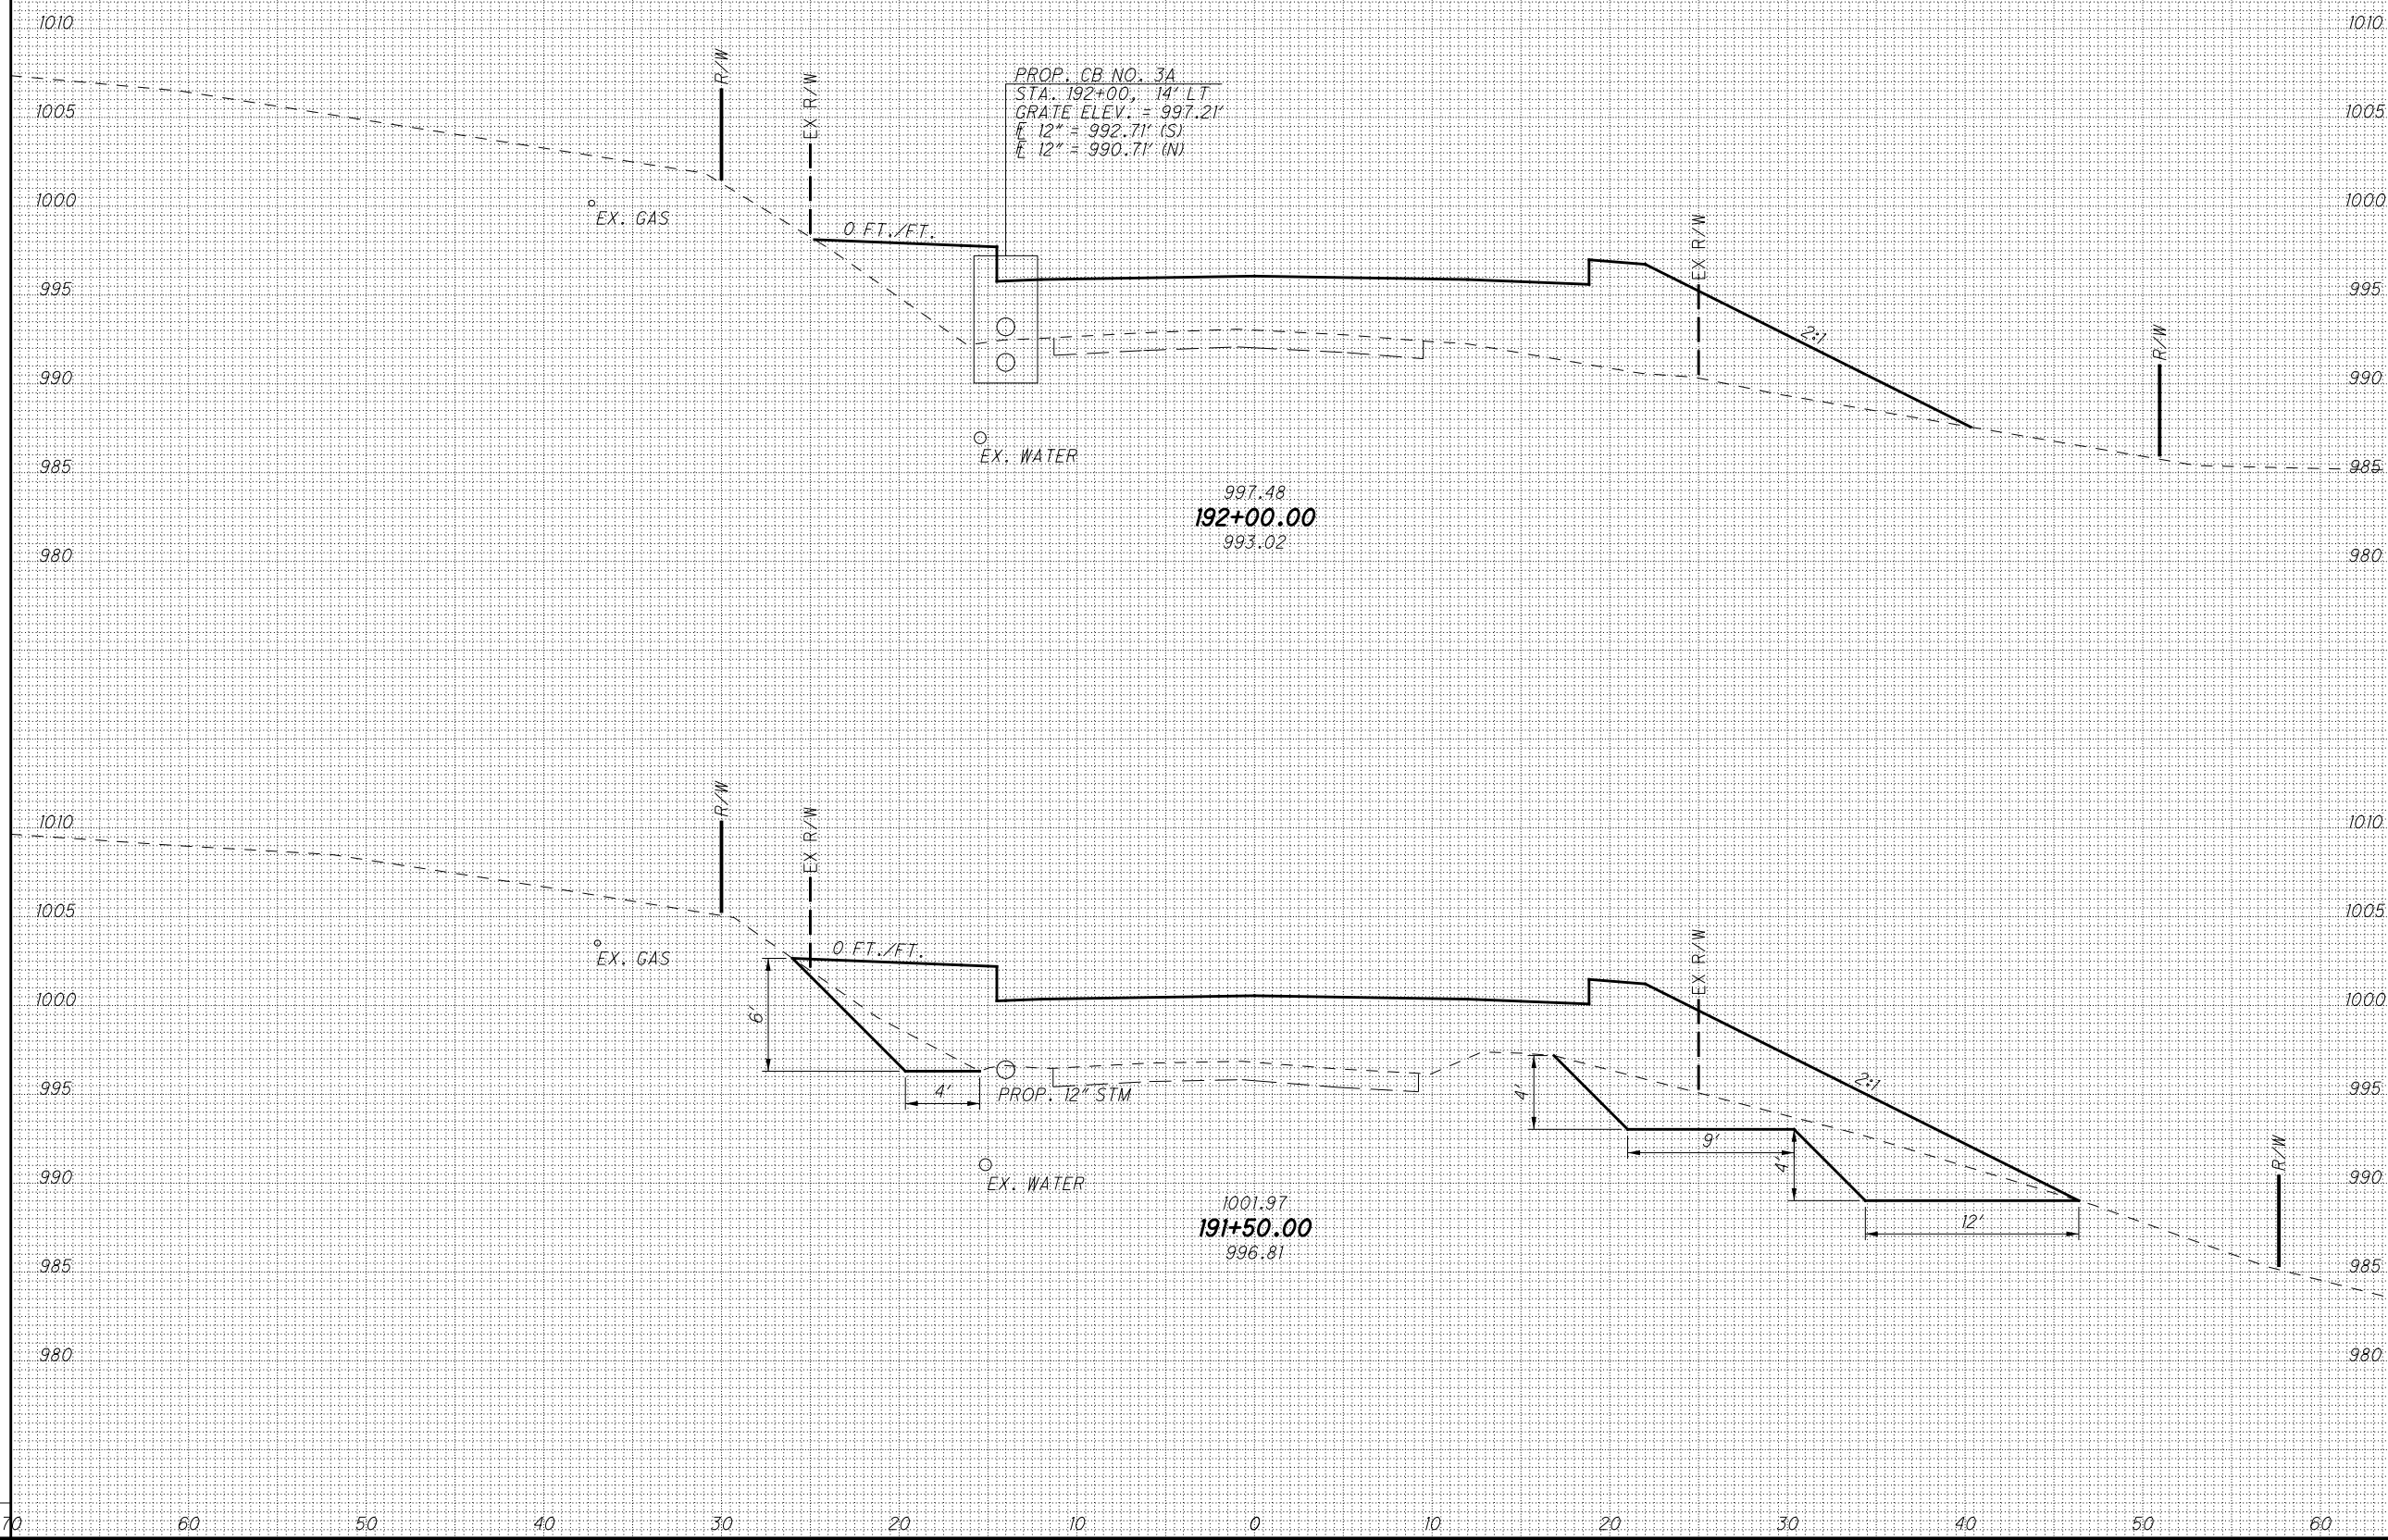 1010 1010
R/W
EX R/W
PROP. CB NO. 3A
STA. 192+00, 14' LT
GRATE ELEV. = 997.21'
12" = 992.71' (S)
12" = 990.71' (N)
1005 1005
1000 1000
EX. GAS
0 FT./FT.
EX R/W
995 995
2:1
R/W
990 990
EX. WATER
985 985
997.48
192+00.00
993.02
980 980
R/W
EX R/W
1010 1010
1005 1005
EX. GAS
0 FT./FT.
EX R/W
1000 1000
6'
4'
PROP. 12" STM
995 995
4'
2:1
9'
4'
R/W
990 990
EX. WATER
1001.97
191+50.00
996.81
12'
985 985
980 980
70 60 50 40 30 20 10 0 10 20 30 40 50 60